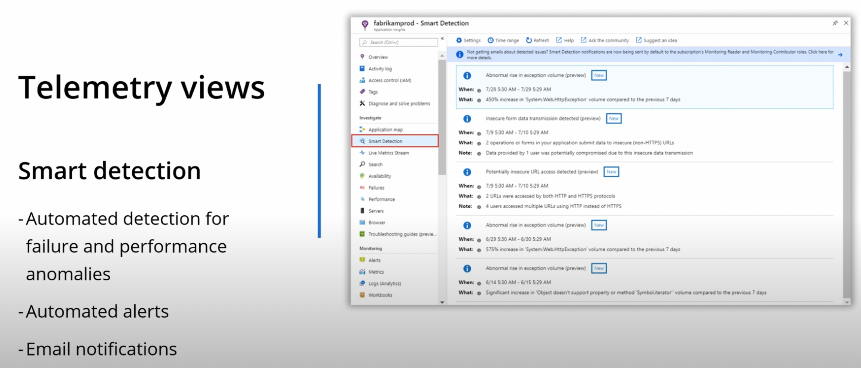 Telemetry views
Smart detection
-Automated detection for
failure and performance
anomalies
-Automated alerts
-Email notifications
fabrikamprod - Smart Detection
Application Insights
Search (Ctrl+/)
Overview
Activity log
Access control (IAM)
Tags
Diagnose and solve problems
Investigate
Application map
Smart Detection
Live Metrics Stream
Search
Availability
Failures
Performance
Servers
Browser
Troubleshooting guides (previe...
Monitoring
Alerts
Metrics
Logs (Analytics)
Workbooks
Settings Time range Refresh Help Ask the community Suggest an idea
Not getting emails about detected issues? Smart Detection notifications are now being sent by default to the subscription's Monitoring Reader and Monitoring Contributor roles. Click here for
more details.
Abnormal rise in exception volume (preview) New
When: 7/28 5:30 AM - 7/29 5:29 AM
What: 450% increase in 'System.Web.HttpException' volume compared to the previous 7 days
Insecure form data transmission detected (preview) New
When: 7/9 5:30 AM - 7/10 5:29 AM
What: 2 operations or forms in your application submit data to insecure (non-HTTPS) URLs
Note: Data provided by 1 user was potentially compromised due to this insecure data transmission
Potentially insecure URL access detected (preview) New
When: 7/9 5:30 AM - 7/10 5:29 AM
What: 2 URLs were accessed by both HTTP and HTTPS protocols
Note: 4 users accessed multiple URLs using HTTP instead of HTTPS
Abnormal rise in exception volume (preview) New
When: 6/29 5:30 AM - 6/30 5:29 AM
What: 575% increase in 'System.Web.HttpException' volume compared to the previous 7 days
Abnormal rise in exception volume (preview) New
When: 6/14 5:30 AM - 6/15 5:29 AM
What: Significant increase in "Object doesn't support property or method 'Symbol.iterator'" volume compared to the previous 7 days